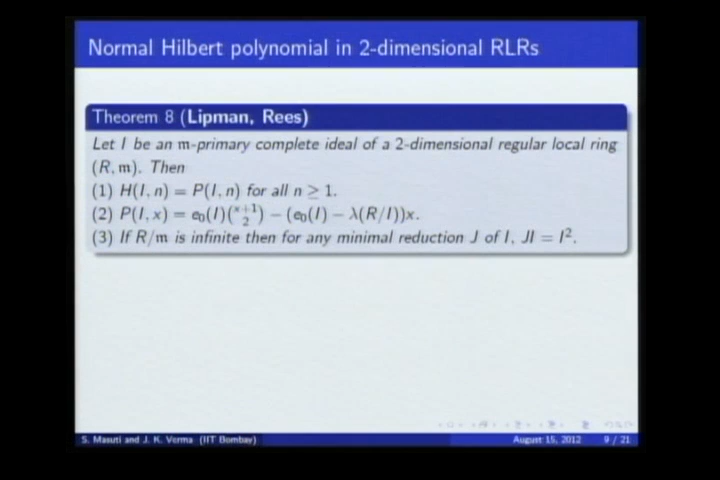 Normal Hilbert polynomial in 2-dimensional RLRs
Theorem 8 (Lipman, Rees)
Let I be an m-primary complete ideal of a 2-dimensional regular local ring
(R, m). Then
(1) H(I, n) = P(I, n) for all n ≥ 1.
(2) P(I, x) = e₀(I)(x+1 2) − (e₀(I) − λ(R/I))x.
(3) If R/m is infinite then for any minimal reduction J of I, JI = I².
S. Masuti and J. K. Verma (IIT Bombay) August 15, 2012 9 / 21